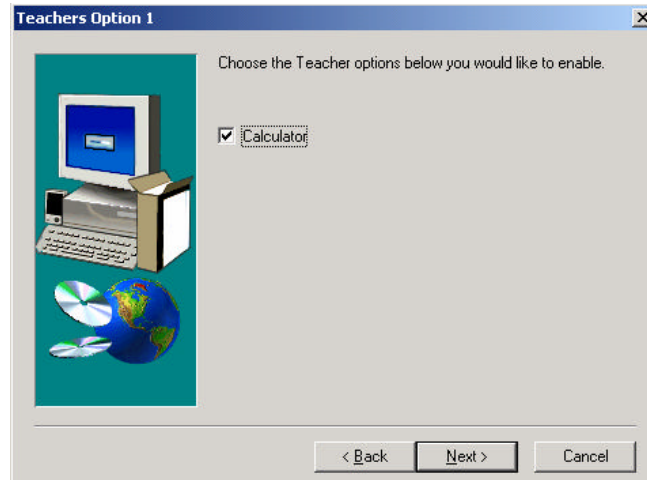 Teachers Option 1
Choose the Teacher options below you would like to enable.
Calculator
< Back
Next >
Cancel